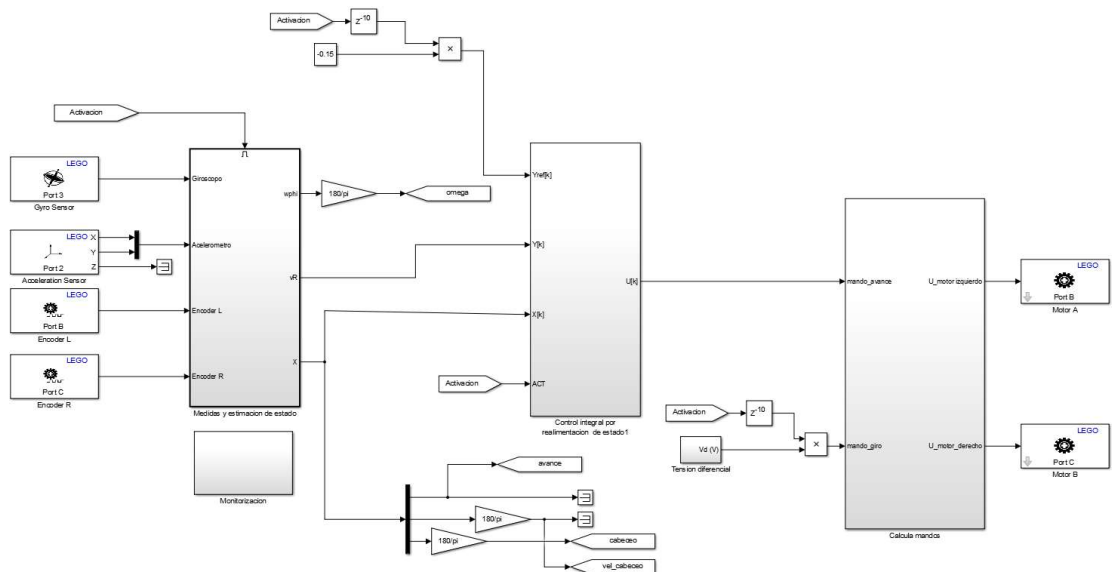 Activacion
z-10
-0.15
×
Activacion
LEGO
Port 3
Gyro Sensor
LEGO
X
Y
Z
Port 2
Acceleration Sensor
LEGO
Port B
Encoder L
LEGO
Port C
Encoder R
Giroscopo
Acelerometro
Encoder L
Encoder R
wphi
vR
X
Medidas y estimacion de estado
180/pi
omega
Monitorizacion
Yref[k]
Y[k]
X[k]
ACT
U[k]
Activacion
Control integral por
realimentacion de estado1
avance
180/pi
180/pi
cabeceo
vel_cabeceo
Activacion
z-10
Vd (V)
Tension diferencial
×
mando_avance
mando_giro
U_motor izquierdo
U_motor_derecho
Calcula mandos
LEGO
Port B
Motor A
LEGO
Port C
Motor B